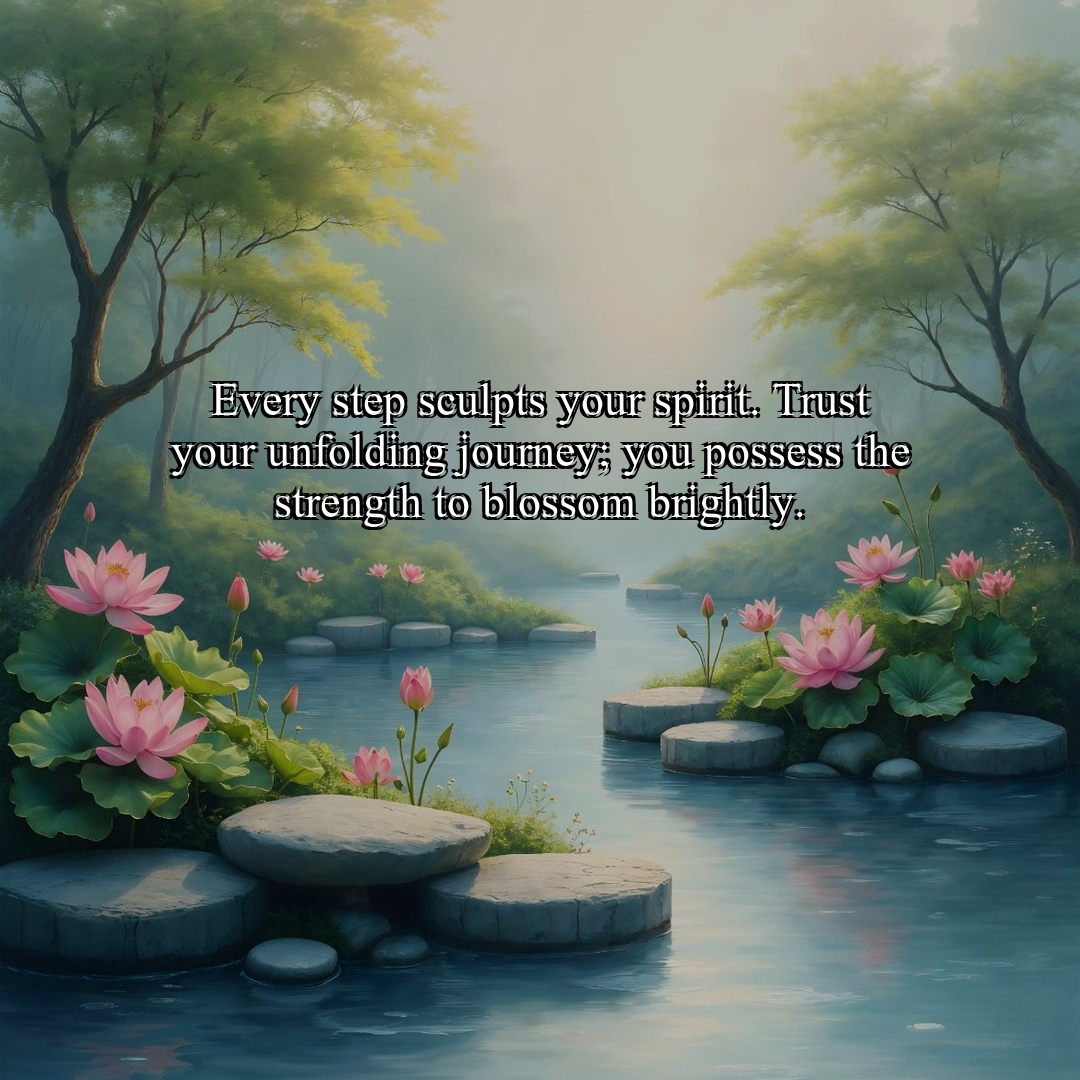 Every step sculpts your spirit. Trust
your unfolding journey; you possess the
strength to blossom brightly.